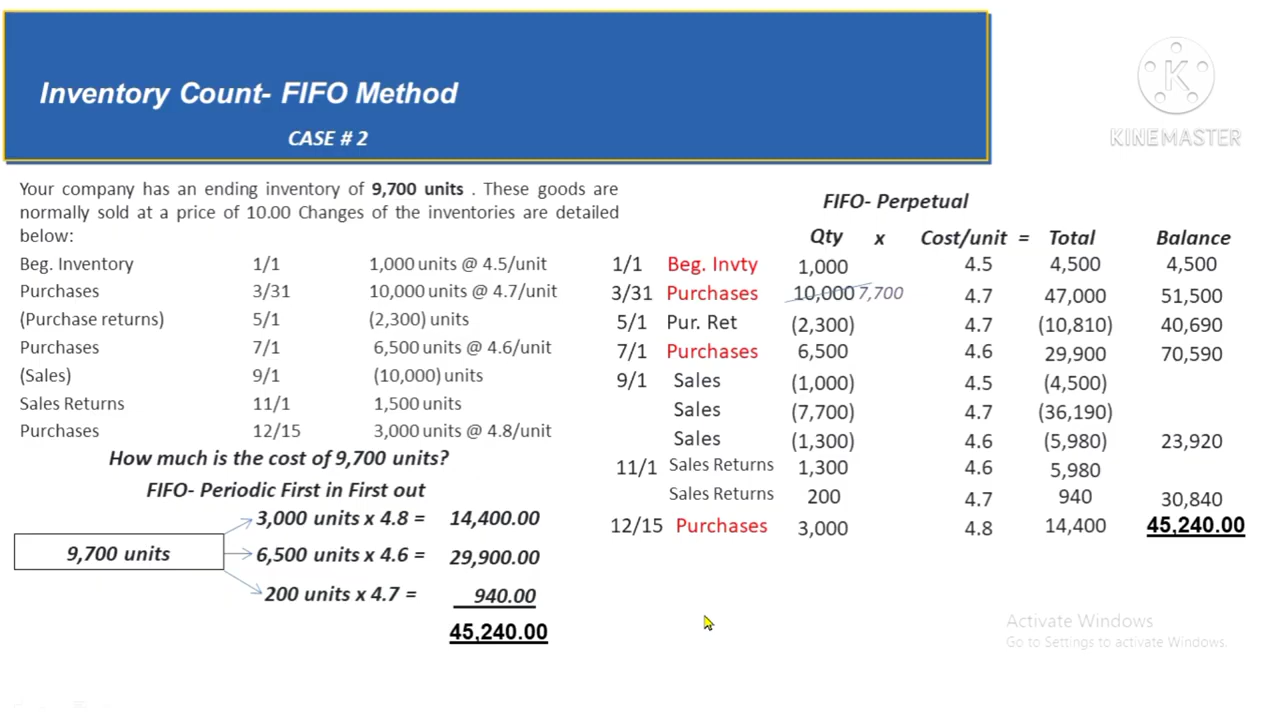 Inventory Count- FIFO Method
CASE # 2
KINEMASTER
Your company has an ending inventory of 9,700 units . These goods are
normally sold at a price of 10.00 Changes of the inventories are detailed
below:
Beg. Inventory 1/1 1,000 units @ 4.5/unit
Purchases 3/31 10,000 units @ 4.7/unit
(Purchase returns) 5/1 (2,300) units
Purchases 7/1 6,500 units @ 4.6/unit
(Sales) 9/1 (10,000) units
Sales Returns 11/1 1,500 units
Purchases 12/15 3,000 units @ 4.8/unit
How much is the cost of 9,700 units?
FIFO- Periodic First in First out
3,000 units x 4.8 = 14,400.00
9,700 units 6,500 units x 4.6 = 29,900.00
200 units x 4.7 = 940.00
45,240.00
FIFO- Perpetual
Qty x Cost/unit = Total Balance
1/1 Beg. Invty 1,000 4.5 4,500 4,500
3/31 Purchases 10,000 7,700 4.7 47,000 51,500
5/1 Pur. Ret (2,300) 4.7 (10,810) 40,690
7/1 Purchases 6,500 4.6 29,900 70,590
9/1 Sales (1,000) 4.5 (4,500)
Sales (7,700) 4.7 (36,190)
Sales (1,300) 4.6 (5,980) 23,920
11/1 Sales Returns 1,300 4.6 5,980
Sales Returns 200 4.7 940 30,840
12/15 Purchases 3,000 4.8 14,400 45,240.00
Activate Windows
Go to Settings to activate Windows.